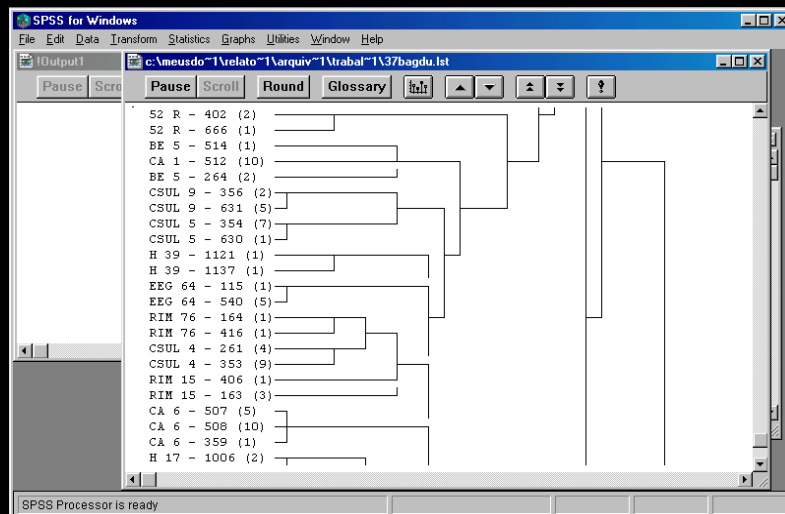 SPSS for Windows
File Edit Data Transform Statistics Graphs Utilities Window Help
!Output1
c:\meusdo~1\relato~1\arquiv~1\trabal~1\37bagdu.lst
Pause Scro
Pause Scroll Round Glossary
52 R - 402 (2)
52 R - 666 (1)
BE 5 - 514 (1)
CA 1 - 512 (10)
BE 5 - 264 (2)
CSUL 9 - 356 (2)
CSUL 9 - 631 (5)
CSUL 5 - 354 (7)
CSUL 5 - 630 (1)
H 39 - 1121 (1)
H 39 - 1137 (1)
EEG 64 - 115 (1)
EEG 64 - 540 (5)
RIM 76 - 164 (1)
RIM 76 - 416 (1)
CSUL 4 - 261 (4)
CSUL 4 - 353 (9)
RIM 15 - 406 (1)
RIM 15 - 163 (3)
CA 6 - 507 (5)
CA 6 - 508 (10)
CA 6 - 359 (1)
H 17 - 1006 (2)
SPSS Processor is ready